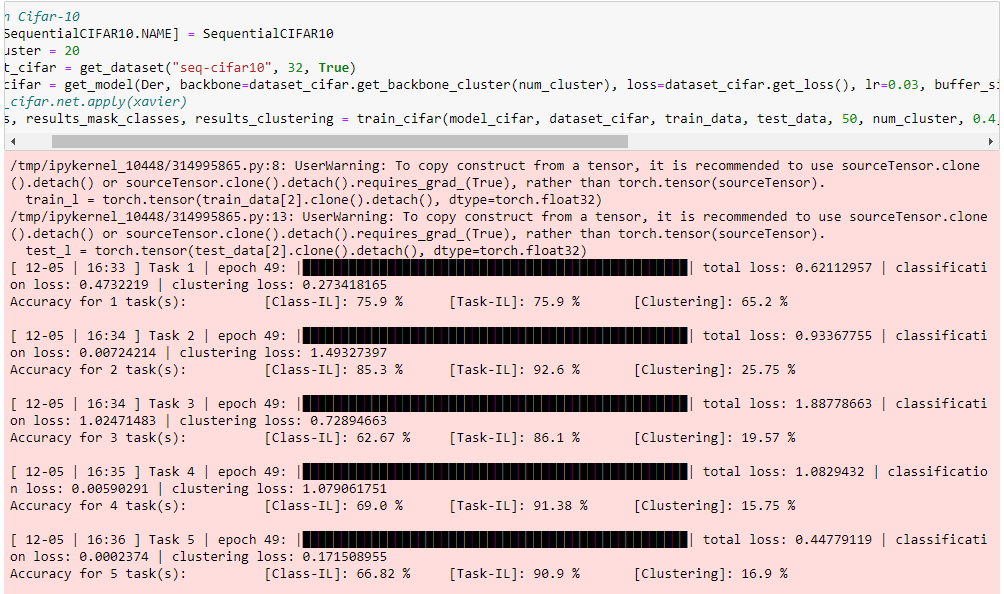 n Cifar-10
SequentialCIFAR10.NAME] = SequentialCIFAR10
uster = 20
t_cifar = get_dataset("seq-cifar10", 32, True)
cifar = get_model(Der, backbone=dataset_cifar.get_backbone_cluster(num_cluster), loss=dataset_cifar.get_loss(), lr=0.03, buffer_si
_cifar.net.apply(xavier)
s, results_mask_classes, results_clustering = train_cifar(model_cifar, dataset_cifar, train_data, test_data, 50, num_cluster, 0.4,
/tmp/ipykernel_10448/314995865.py:8: UserWarning: To copy construct from a tensor, it is recommended to use sourceTensor.clone
().detach() or sourceTensor.clone().detach().requires_grad_(True), rather than torch.tensor(sourceTensor).
train_l = torch.tensor(train_data[2].clone().detach(), dtype=torch.float32)
/tmp/ipykernel_10448/314995865.py:13: UserWarning: To copy construct from a tensor, it is recommended to use sourceTensor.clone
().detach() or sourceTensor.clone().detach().requires_grad_(True), rather than torch.tensor(sourceTensor).
test_l = torch.tensor(test_data[2].clone().detach(), dtype=torch.float32)
[ 12-05 | 16:33 ] Task 1 | epoch 49: || total loss: 0.62112957 | classificati
on loss: 0.4732219 | clustering loss: 0.273418165
Accuracy for 1 task(s): [Class-IL]: 75.9 % [Task-IL]: 75.9 % [Clustering]: 65.2 %
[ 12-05 | 16:34 ] Task 2 | epoch 49: || total loss: 0.93367755 | classificati
on loss: 0.00724214 | clustering loss: 1.49327397
Accuracy for 2 task(s): [Class-IL]: 85.3 % [Task-IL]: 92.6 % [Clustering]: 25.75 %
[ 12-05 | 16:34 ] Task 3 | epoch 49: || total loss: 1.88778663 | classificati
on loss: 1.02471483 | clustering loss: 0.72894663
Accuracy for 3 task(s): [Class-IL]: 62.67 % [Task-IL]: 86.1 % [Clustering]: 19.57 %
[ 12-05 | 16:35 ] Task 4 | epoch 49: || total loss: 1.0829432 | classificatio
n loss: 0.00590291 | clustering loss: 1.079061751
Accuracy for 4 task(s): [Class-IL]: 69.0 % [Task-IL]: 91.38 % [Clustering]: 15.75 %
[ 12-05 | 16:36 ] Task 5 | epoch 49: || total loss: 0.44779119 | classificati
on loss: 0.0002374 | clustering loss: 0.171508955
Accuracy for 5 task(s): [Class-IL]: 66.82 % [Task-IL]: 90.9 % [Clustering]: 16.9 %